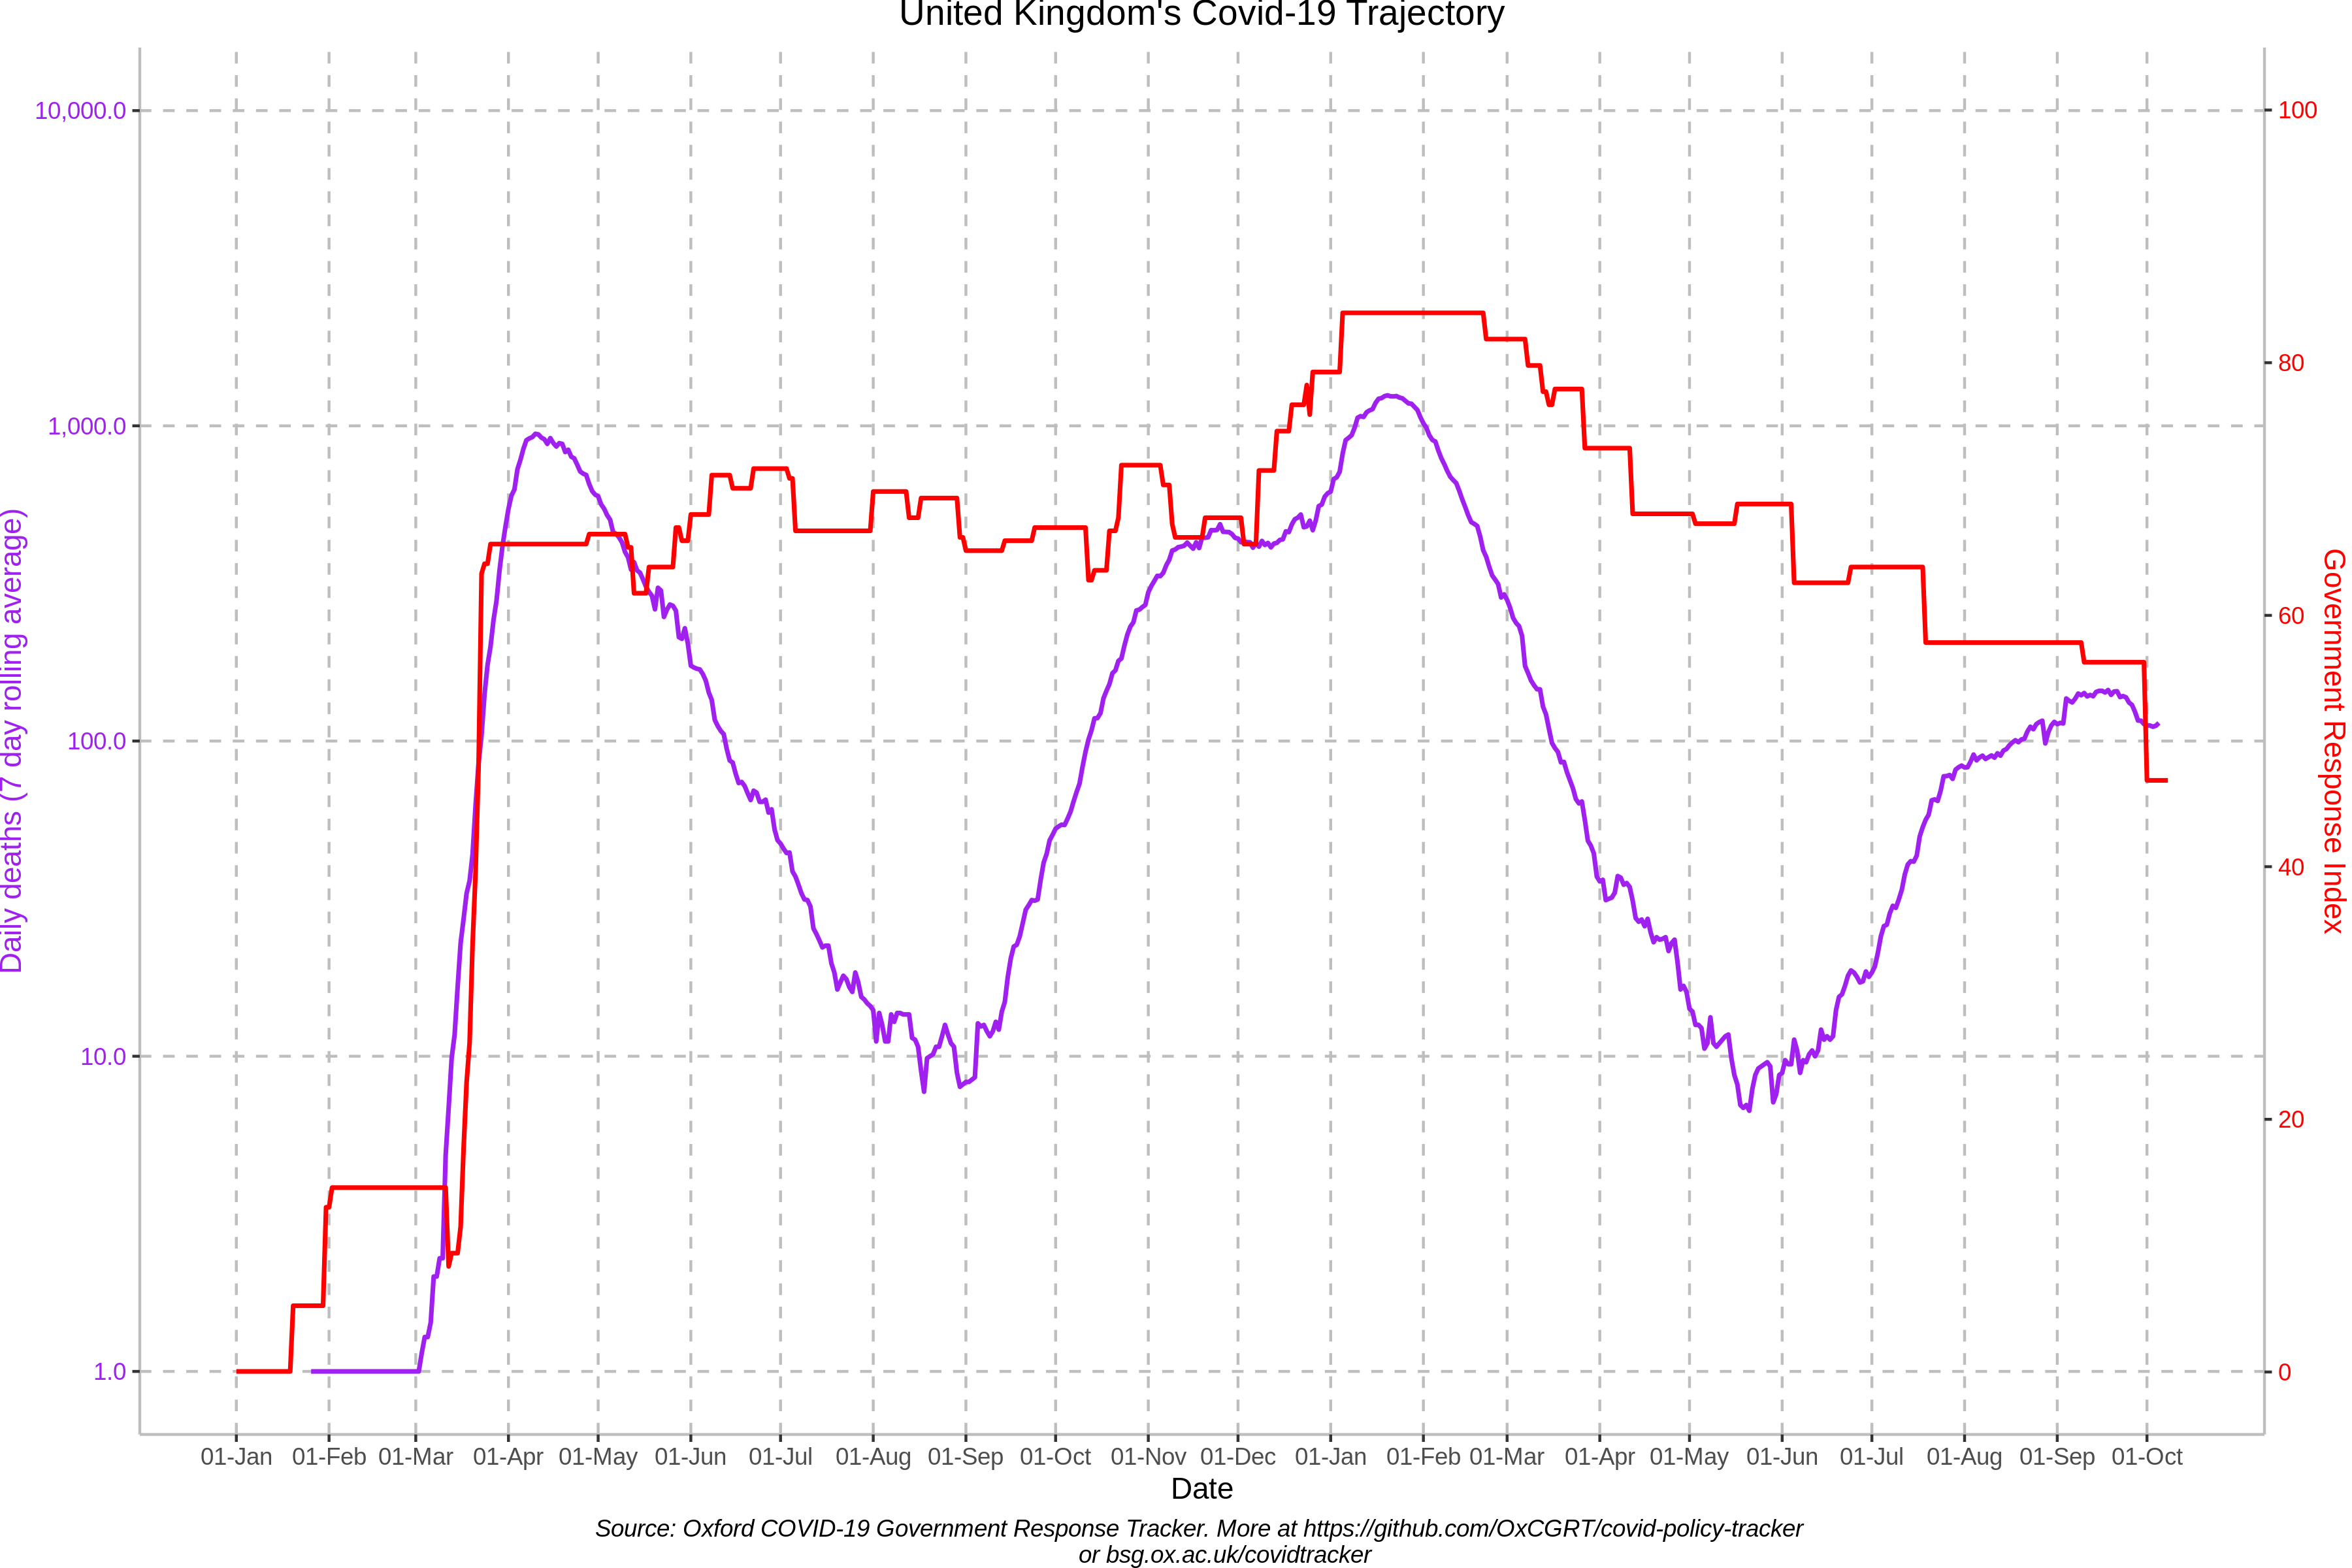 United Kingdom's Covid-19 Trajectory
10,000.0
1,000.0
100.0
10.0
1.0
Daily deaths (7 day rolling average)
100
80
60
40
20
0
Government Response Index
01-Jan 01-Feb 01-Mar 01-Apr 01-May 01-Jun 01-Jul 01-Aug 01-Sep 01-Oct 01-Nov 01-Dec 01-Jan 01-Feb 01-Mar 01-Apr 01-May 01-Jun 01-Jul 01-Aug 01-Sep 01-Oct
Date
Source: Oxford COVID-19 Government Response Tracker. More at https://github.com/OxCGRT/covid-policy-tracker
or bsg.ox.ac.uk/covidtracker